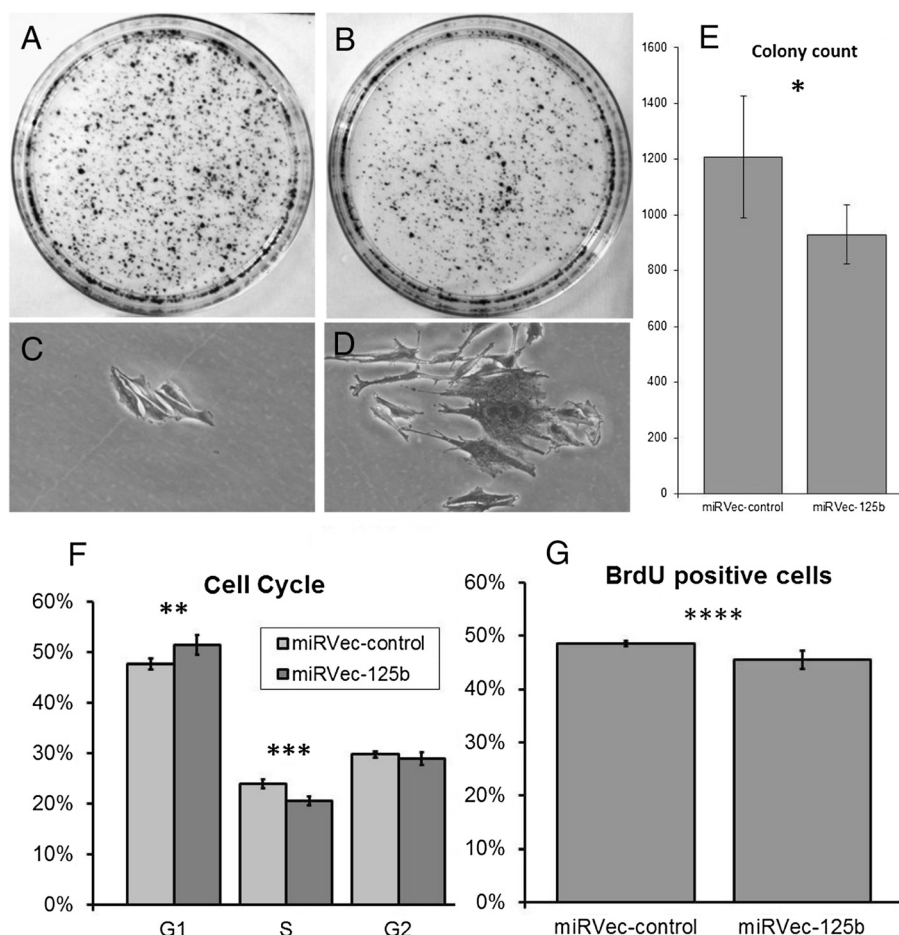 A
B
C
D
E
Colony count
*
1600
1400
1200
1000
800
600
400
200
0
miRVec-control
miRVec-125b
F
Cell Cycle
60%
50%
40%
30%
20%
10%
0%
**
***
miRVec-control
miRVec-125b
G1
S
G2
G
BrdU positive cells
****
60%
50%
40%
30%
20%
10%
0%
miRVec-control
miRVec-125b